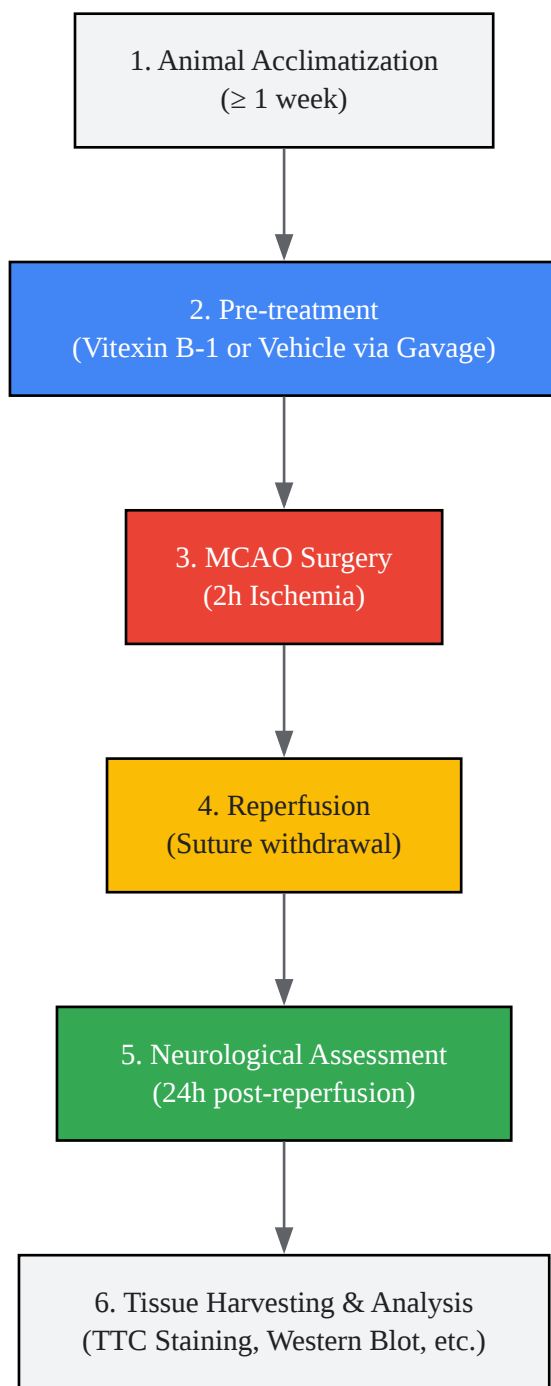 1. Animal Acclimatization
(≥ 1 week)
2. Pre-treatment
(Vitexin B-1 or Vehicle via Gavage)
3. MCAO Surgery
(2h Ischemia)
4. Reperfusion
(Suture withdrawal)
5. Neurological Assessment
(24h post-reperfusion)
6. Tissue Harvesting & Analysis
(TTC Staining, Western Blot, etc.)